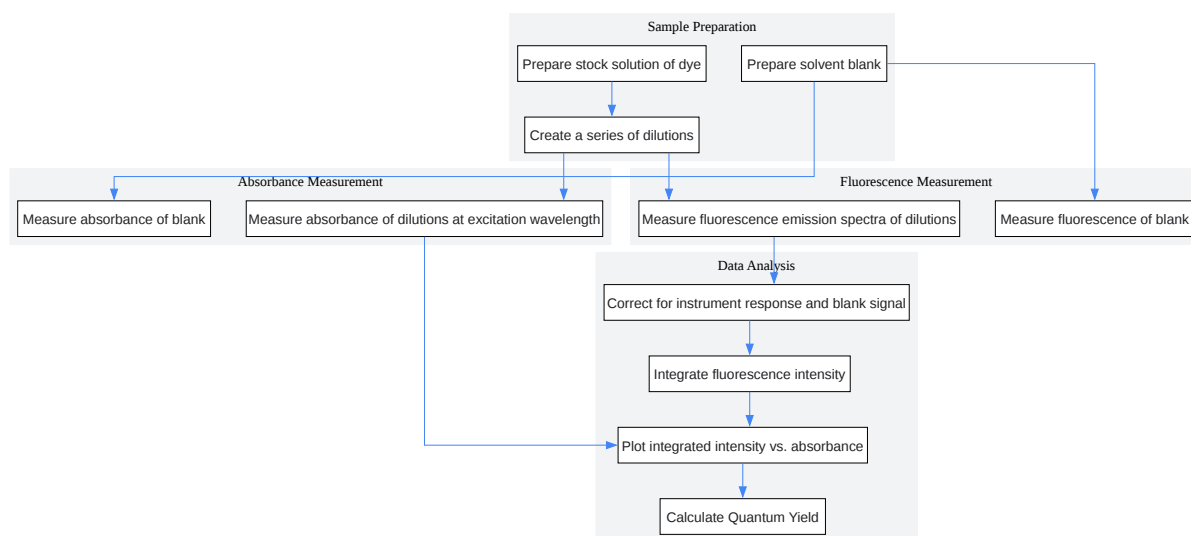 Sample Preparation
Prepare stock solution of dye
Prepare solvent blank
Create a series of dilutions
Absorbance Measurement
Fluorescence Measurement
Measure absorbance of blank
Measure absorbance of dilutions at excitation wavelength
Measure fluorescence emission spectra of dilutions
Measure fluorescence of blank
Data Analysis
Correct for instrument response and blank signal
Integrate fluorescence intensity
Plot integrated intensity vs. absorbance
Calculate Quantum Yield